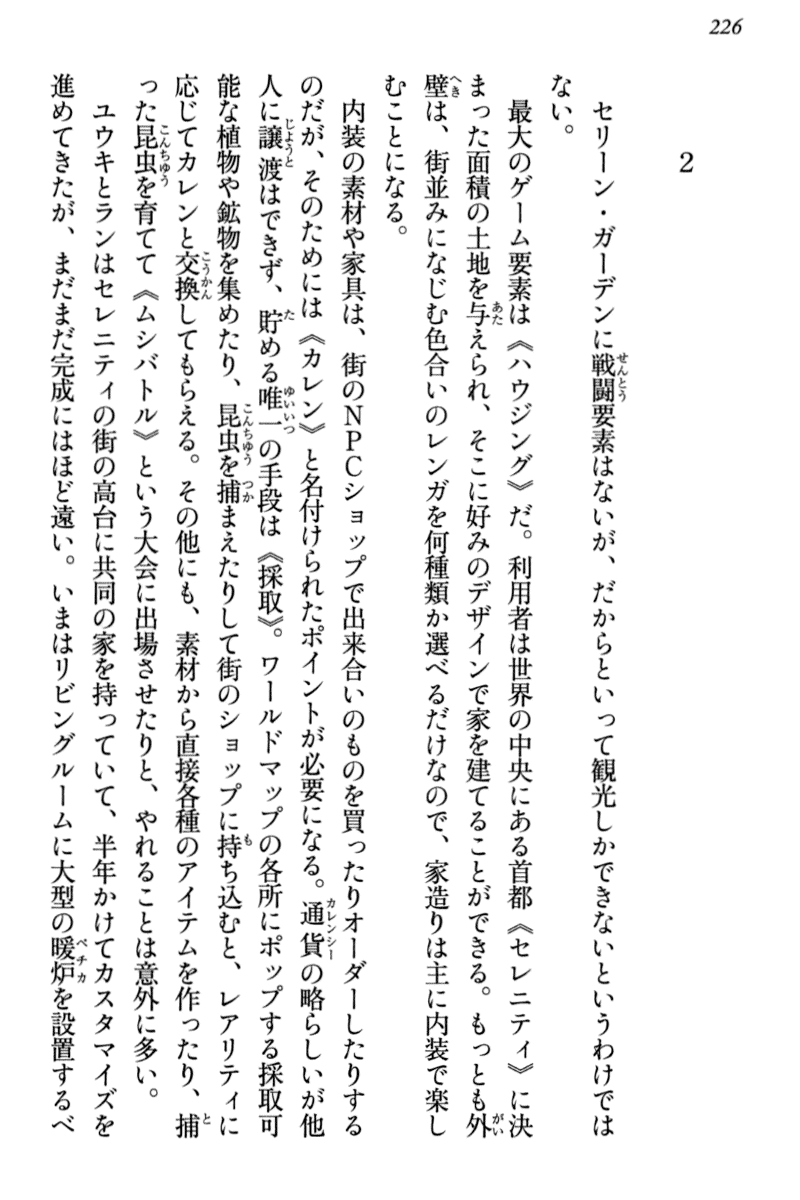 226
2
セリーン・ガーデンに戦闘要素はないが、だからといって観光しかできないというわけでは
ない。
最大のゲーム要素は《ハウジング》だ。利用者は世界の中央にある首都《セレニティ》に決
まった面積の土地を与えられ、そこに好みのデザインで家を建てることができる。もっとも外
壁は、街並みになじむ色合いのレンガを何種類か選べるだけなので、家造りは主に内装で楽し
むことになる。
内装の素材や家具は、街のNPCショップで出来合いのものを買ったりオーダーしたりする
のだが、そのためには《カレン》と名付けられたポイントが必要になる。通貨の略らしいが他
人に譲渡はできず、貯める唯一の手段は《採取》。ワールドマップの各所にポップする採取可
能な植物や鉱物を集めたり、昆虫を捕まえたりして街のショップに持ち込むと、レアリティに
応じてカレンと交換してもらえる。その他にも、素材から直接各種のアイテムを作ったり、捕
った昆虫を育てて《ムシバトル》という大会に出場させたりと、やれることは意外に多い。
ユウキとランはセレニティの街の高台に共同の家を持っていて、半年かけてカスタマイズを
進めてきたが、まだまだ完成にはほど遠い。いまはリビングルームに大型の暖炉を設置するべ